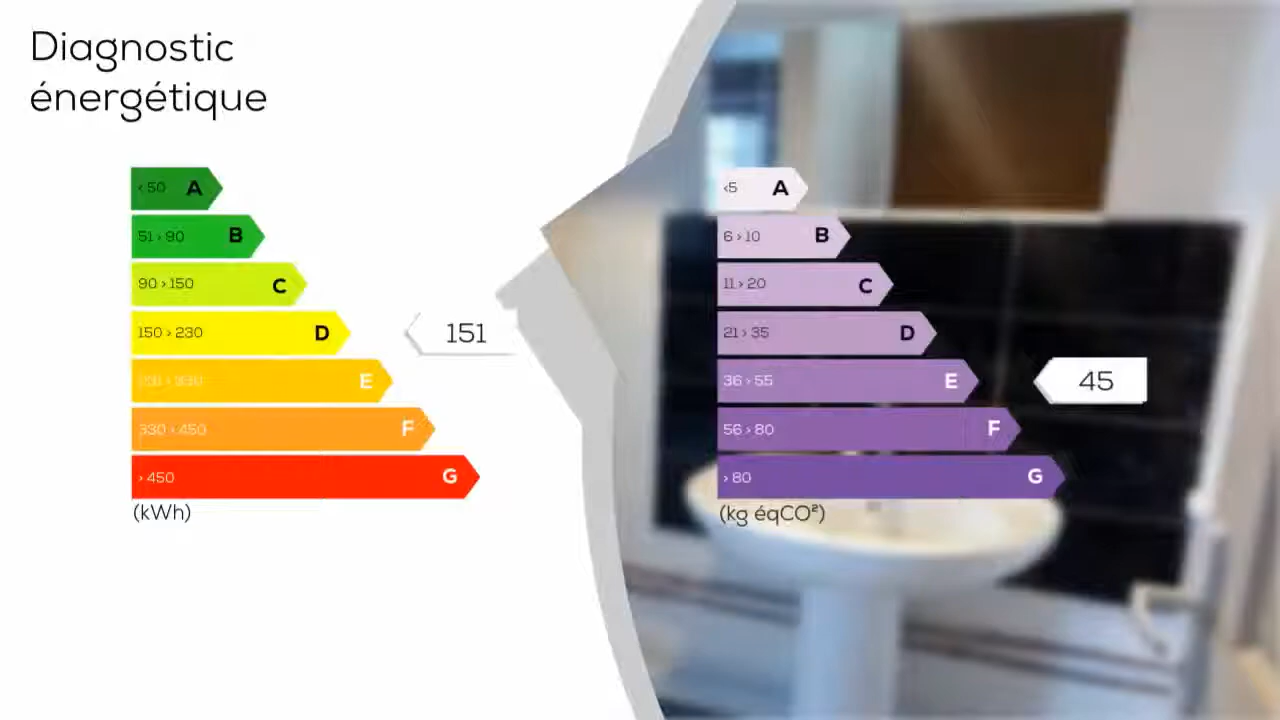 Diagnostic
énergétique
< 50 A
51 > 90 B
90 > 150 C
150 > 230 D
151
E
330 > 450 F
> 450 G
(kWh)
<5 A
6 > 10 B
11 > 20 C
21 > 35 D
36 > 55 E
45
56 > 80 F
> 80 G
(kg éqCO²)